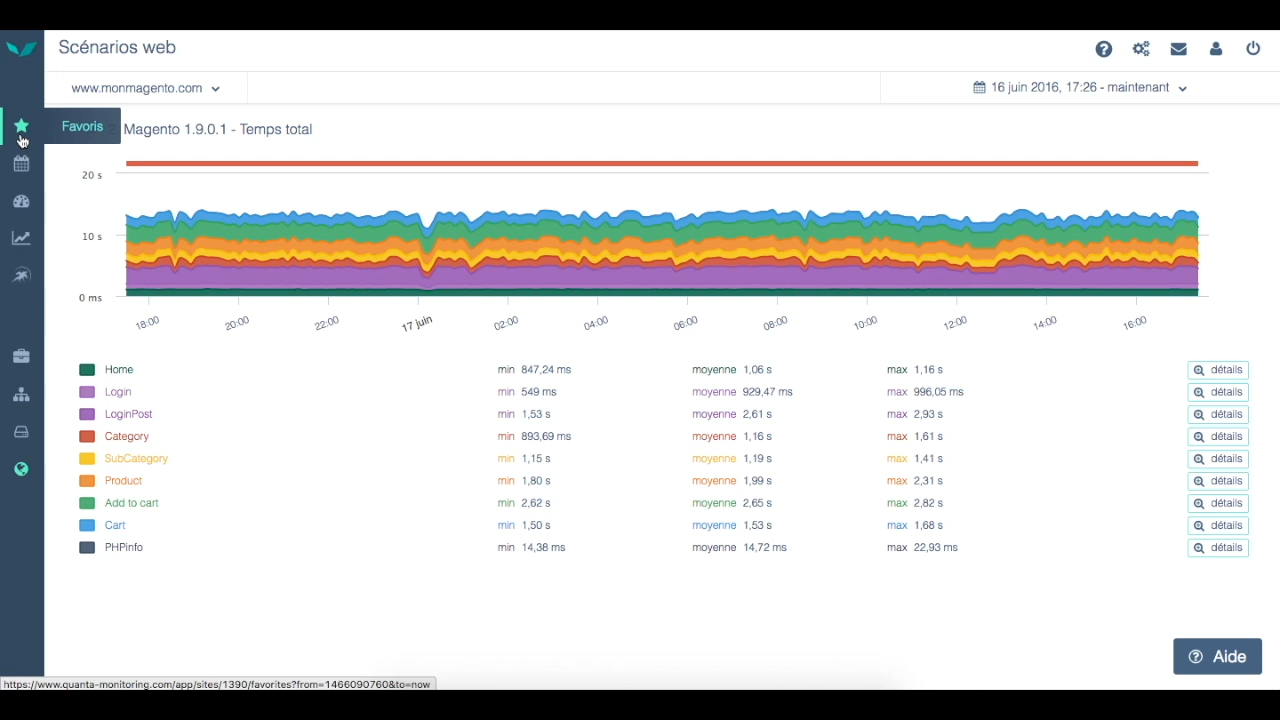 Scénarios web
www.monmagento.com
16 juin 2016, 17:26 - maintenant
Favoris
Magento 1.9.0.1 - Temps total
20 s
10 s
0 ms
18:00 20:00 22:00 17 juin 02:00 04:00 06:00 08:00 10:00 12:00 14:00 16:00
Home min 847,24 ms moyenne 1,06 s max 1,16 s détails
Login min 549 ms moyenne 929,47 ms max 996,05 ms détails
LoginPost min 1,53 s moyenne 2,61 s max 2,93 s détails
Category min 893,69 ms moyenne 1,16 s max 1,61 s détails
SubCategory min 1,15 s moyenne 1,19 s max 1,41 s détails
Product min 1,80 s moyenne 1,99 s max 2,31 s détails
Add to cart min 2,62 s moyenne 2,65 s max 2,82 s détails
Cart min 1,50 s moyenne 1,53 s max 1,68 s détails
PHPinfo min 14,38 ms moyenne 14,72 ms max 22,93 ms détails
Aide
https://www.quanta-monitoring.com/app/sites/1390/favorites?from=1466090760&to=now